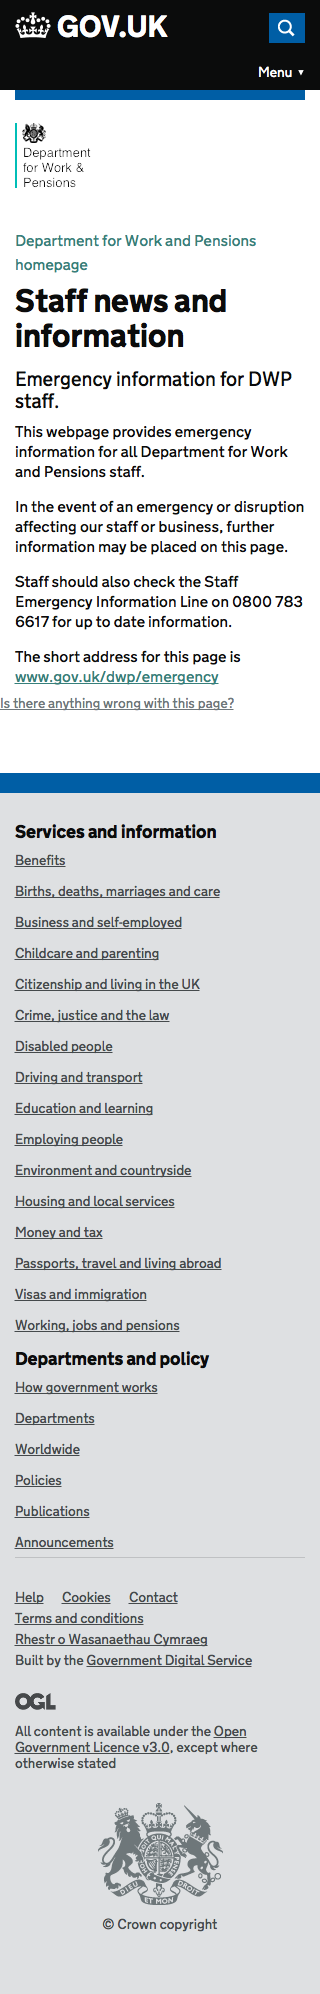 GOV.UK
Menu ▼
Department
for Work &
Pensions
Department for Work and Pensions
homepage
Staff news and
information
Emergency information for DWP
staff.
This webpage provides emergency
information for all Department for Work
and Pensions staff.
In the event of an emergency or disruption
affecting our staff or business, further
information may be placed on this page.
Staff should also check the Staff
Emergency Information Line on 0800 783
6617 for up to date information.
The short address for this page is
www.gov.uk/dwp/emergency
Is there anything wrong with this page?
Services and information
Benefits
Births, deaths, marriages and care
Business and self-employed
Childcare and parenting
Citizenship and living in the UK
Crime, justice and the law
Disabled people
Driving and transport
Education and learning
Employing people
Environment and countryside
Housing and local services
Money and tax
Passports, travel and living abroad
Visas and immigration
Working, jobs and pensions
Departments and policy
How government works
Departments
Worldwide
Policies
Publications
Announcements
Help Cookies Contact
Terms and conditions
Rhestr o Wasanaethau Cymraeg
Built by the Government Digital Service
OGL
All content is available under the Open
Government Licence v3.0, except where
otherwise stated
DIEU ET MON DROIT
© Crown copyright